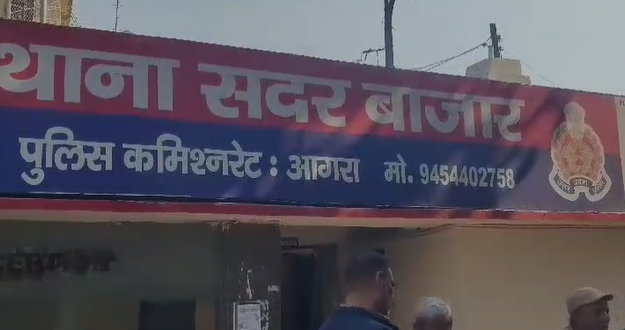 थाना सदर बाजार
पुलिस कमिश्नरेट : आगरा मो. 9454402758